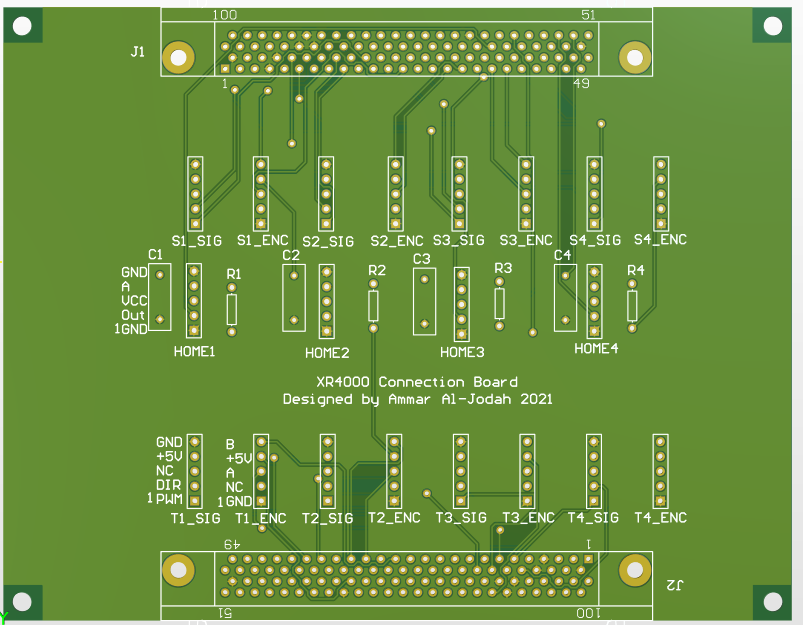 100 51
J1
1 49
S1_SIG S1_ENC S2_SIG S2_ENC S3_SIG S3_ENC S4_SIG S4_ENC
C1 C2 C3 C4
R1 R2 R3 R4
GND
A
VCC
Out
1GND
HOME1 HOME2 HOME3 HOME4
XR4000 Connection Board
Designed by Ammar Al-Jodah 2021
GND B
+5V +5V
NC A
DIR NC
1PWM 1GND
T1_SIG T1_ENC T2_SIG T2_ENC T3_SIG T3_ENC T4_SIG T4_ENC
49 1
J2
51 100
Y